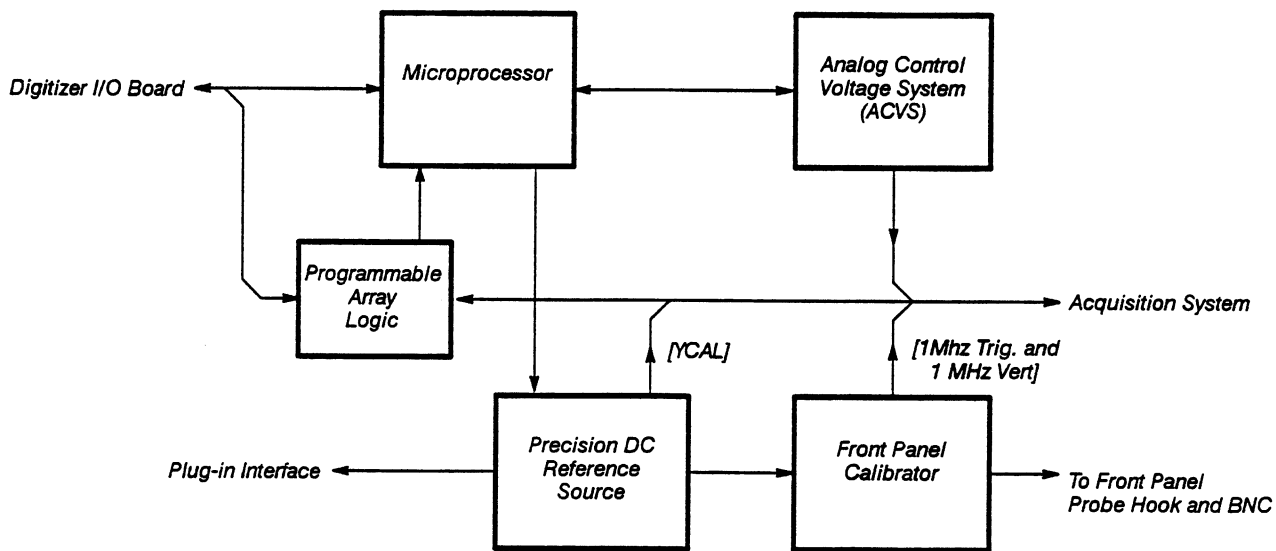 Microprocessor
Analog Control
Voltage System
(ACVS)
Digitizer I/O Board
Programmable
Array
Logic
Acquisition System
[YCAL]
[1Mhz Trig. and
1 MHz Vert]
Precision DC
Reference
Source
Front Panel
Calibrator
Plug-in Interface
To Front Panel
Probe Hook and BNC